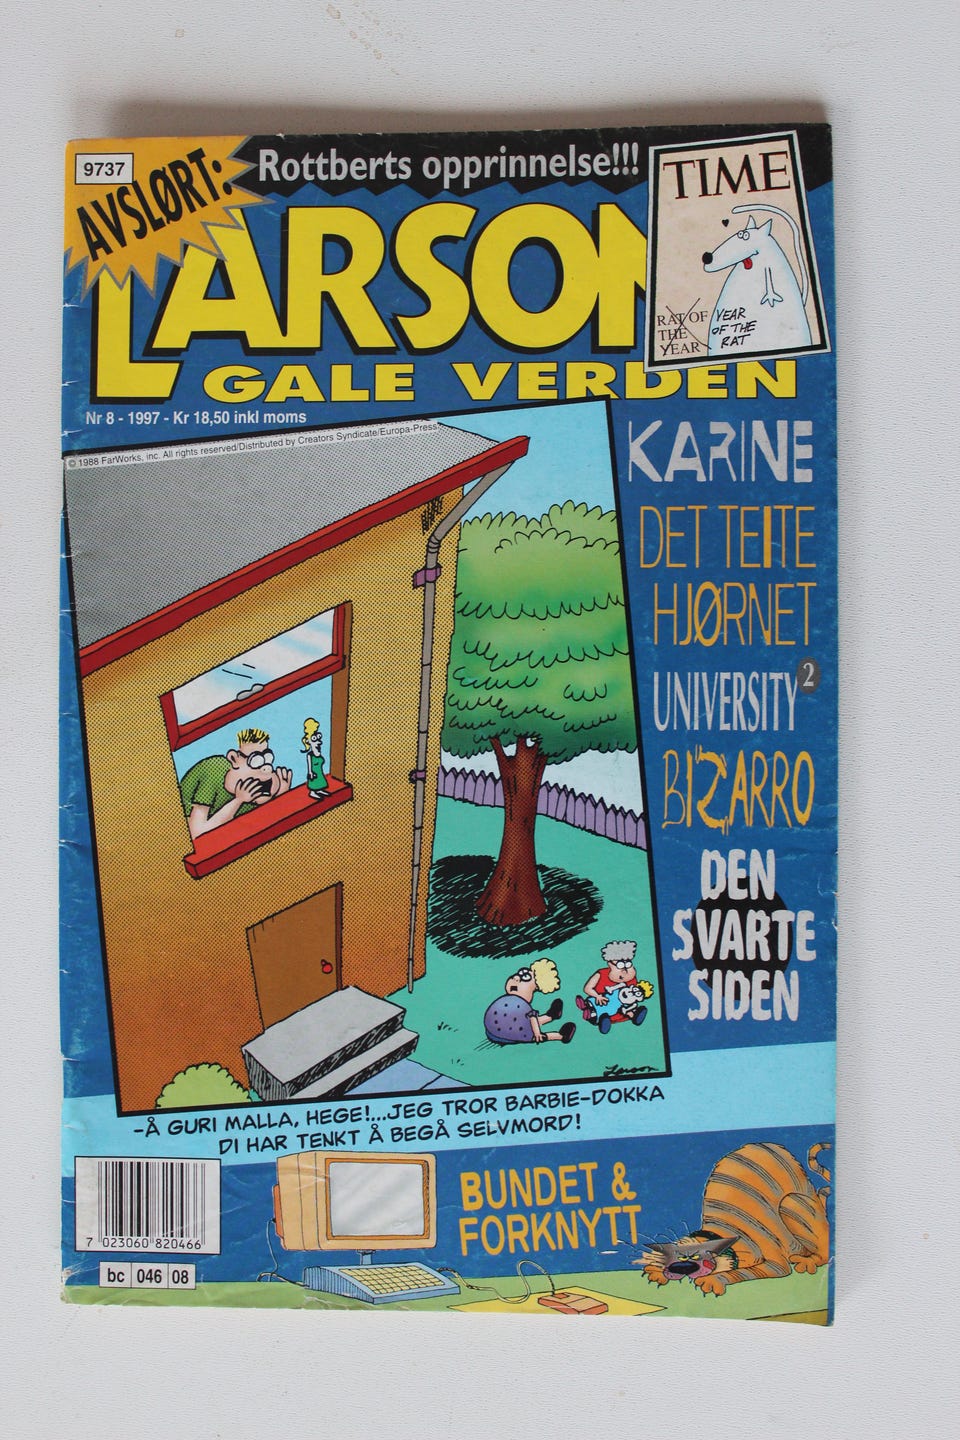 9737
AVSLØRT:
Rottberts opprinnelse!!!
TIME
RAT OF
THE
YEAR
YEAR
OF THE
RAT
LARSON
GALE VERDEN
Nr 8 - 1997 - Kr 18,50 inkl moms
© 1988 FarWorks, inc. All rights reserved/Distributed by Creators Syndicate/Europa-Press
KARINE
DET TEITE
HJØRNET
UNIVERSITY²
BIZARRO
DEN
SVARTE
SIDEN
Larson
-Å GURI MALLA, HEGE!...JEG TROR BARBIE-DOKKA
DI HAR TENKT Å BEGÅ SELVMORD!
BUNDET &
FORKNYTT
7 023060 820466
bc 046 08